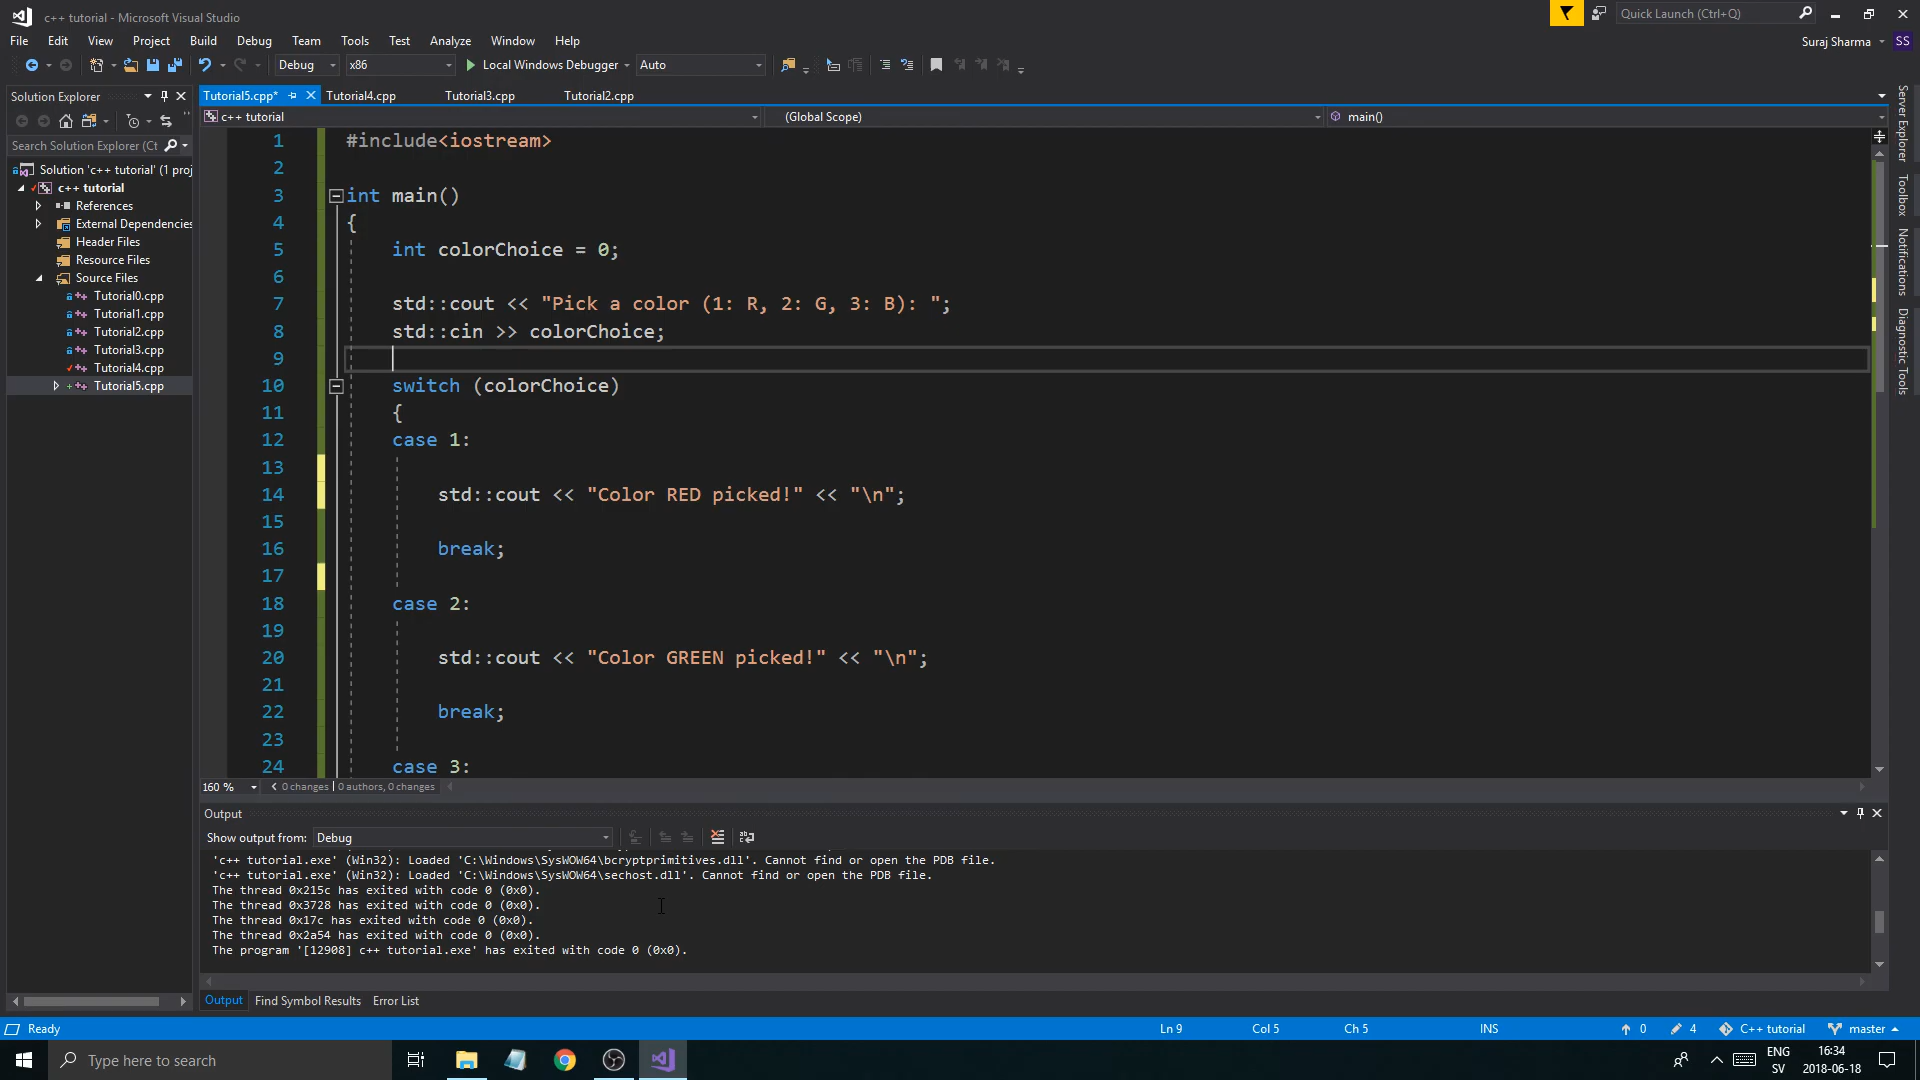 c++ tutorial - Microsoft Visual Studio
Quick Launch (Ctrl+Q)
File Edit View Project Build Debug Team Tools Test Analyze Window Help
Suraj Sharma SS
Debug x86 Local Windows Debugger Auto
Solution Explorer
Tutorial5.cpp* Tutorial4.cpp Tutorial3.cpp Tutorial2.cpp
c++ tutorial (Global Scope) main()
Search Solution Explorer (Ct
Solution 'c++ tutorial' (1 proj
c++ tutorial
References
External Dependencies
Header Files
Resource Files
Source Files
Tutorial0.cpp
Tutorial1.cpp
Tutorial2.cpp
Tutorial3.cpp
Tutorial4.cpp
Tutorial5.cpp
1 #include<iostream>
2
3 int main()
4 {
5 int colorChoice = 0;
6
7 std::cout << "Pick a color (1: R, 2: G, 3: B): ";
8 std::cin >> colorChoice;
9
10 switch (colorChoice)
11 {
12 case 1:
13
14 std::cout << "Color RED picked!" << "\n";
15
16 break;
17
18 case 2:
19
20 std::cout << "Color GREEN picked!" << "\n";
21
22 break;
23
24 case 3:
160 % 0 changes | 0 authors, 0 changes
Server Explorer
Toolbox
Notifications
Diagnostic Tools
Output
Show output from: Debug
'c++ tutorial.exe' (Win32): Loaded 'C:\Windows\SysWOW64\bcryptprimitives.dll'. Cannot find or open the PDB file.
'c++ tutorial.exe' (Win32): Loaded 'C:\Windows\SysWOW64\sechost.dll'. Cannot find or open the PDB file.
The thread 0x215c has exited with code 0 (0x0).
The thread 0x3728 has exited with code 0 (0x0).
The thread 0x17c has exited with code 0 (0x0).
The thread 0x2a54 has exited with code 0 (0x0).
The program '[12908] c++ tutorial.exe' has exited with code 0 (0x0).
Output Find Symbol Results Error List
Ready Ln 9 Col 5 Ch 5 INS 0 4 C++ tutorial master
Type here to search
ENG
SV
16:34
2018-06-18